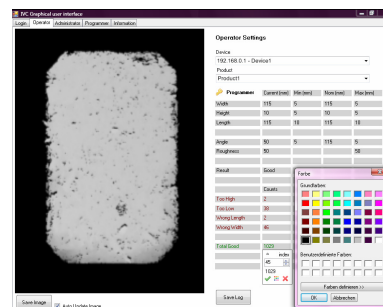 IVC Graphical user interface
Login Operator Administrator Programmer Information
Operator Settings
Device
192.168.0.1 - Device1
Product
Product1
Programmer Current [mm] Min [mm] Nom [mm] Max [mm]
Width 115 5 115 5
Height 10 5 10 5
Length 115 10 115 10
Angle 50 5 115 5
Roughness 50 50
Result Good
Counts
Too High 2
Too Low 39
Wrong Length 2
Wrong Width 46
Total Good 1029
index
45
1029
Farbe
Grundfarben:
Benutzerdefinierte Farben:
Farben definieren >>
OK Abbrechen
Save Image Auto Update Image Save Log